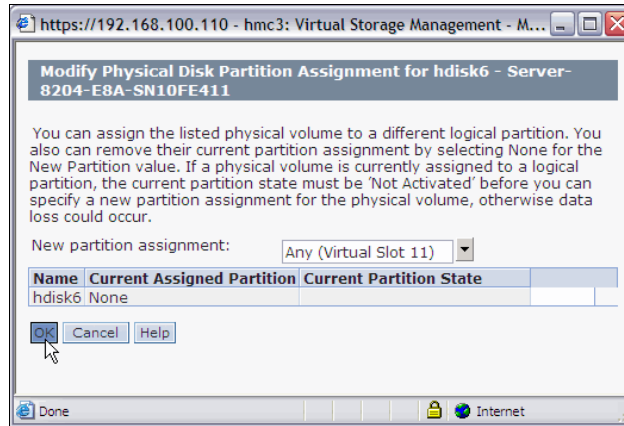 https://192.168.100.110 - hmc3: Virtual Storage Management - M...
Modify Physical Disk Partition Assignment for hdisk6 - Server-
8204-E8A-SN10FE411
You can assign the listed physical volume to a different logical partition. You
also can remove their current partition assignment by selecting None for the
New Partition value. If a physical volume is currently assigned to a logical
partition, the current partition state must be 'Not Activated' before you can
specify a new partition assignment for the physical volume, otherwise data
loss could occur.
New partition assignment: Any (Virtual Slot 11)
Name Current Assigned Partition Current Partition State
hdisk6 None
OK Cancel Help
Done Internet